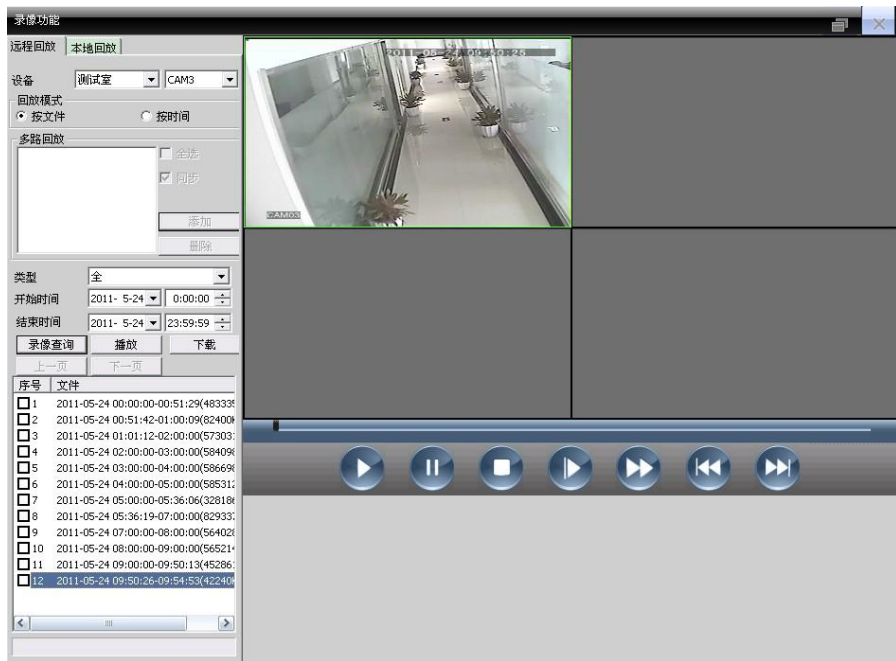 录像功能
远程回放 本地回放
设备 测试室 CAM3
回放模式
按文件 按时间
多路回放
全选
同步
添加
删除
类型 全
开始时间 2011- 5-24 0:00:00
结束时间 2011- 5-24 23:59:59
录像查询 播放 下载
上一页 下一页
序号 文件
1 2011-05-24 00:00:00-00:51:29(48335
2 2011-05-24 00:51:42-01:00:09(82400K
3 2011-05-24 01:01:12-02:00:00(57303:
4 2011-05-24 02:00:00-03:00:00(58409
5 2011-05-24 03:00:00-04:00:00(58669
6 2011-05-24 04:00:00-05:00:00(58531
7 2011-05-24 05:00:00-05:36:06(32818
8 2011-05-24 05:36:19-07:00:00(82933
9 2011-05-24 07:00:00-08:00:00(56402
10 2011-05-24 08:00:00-09:00:00(56521
11 2011-05-24 09:00:00-09:50:13(45286
12 2011-05-24 09:50:26-09:54:53(42240K
2011-05-24 09:50:25
CAM03